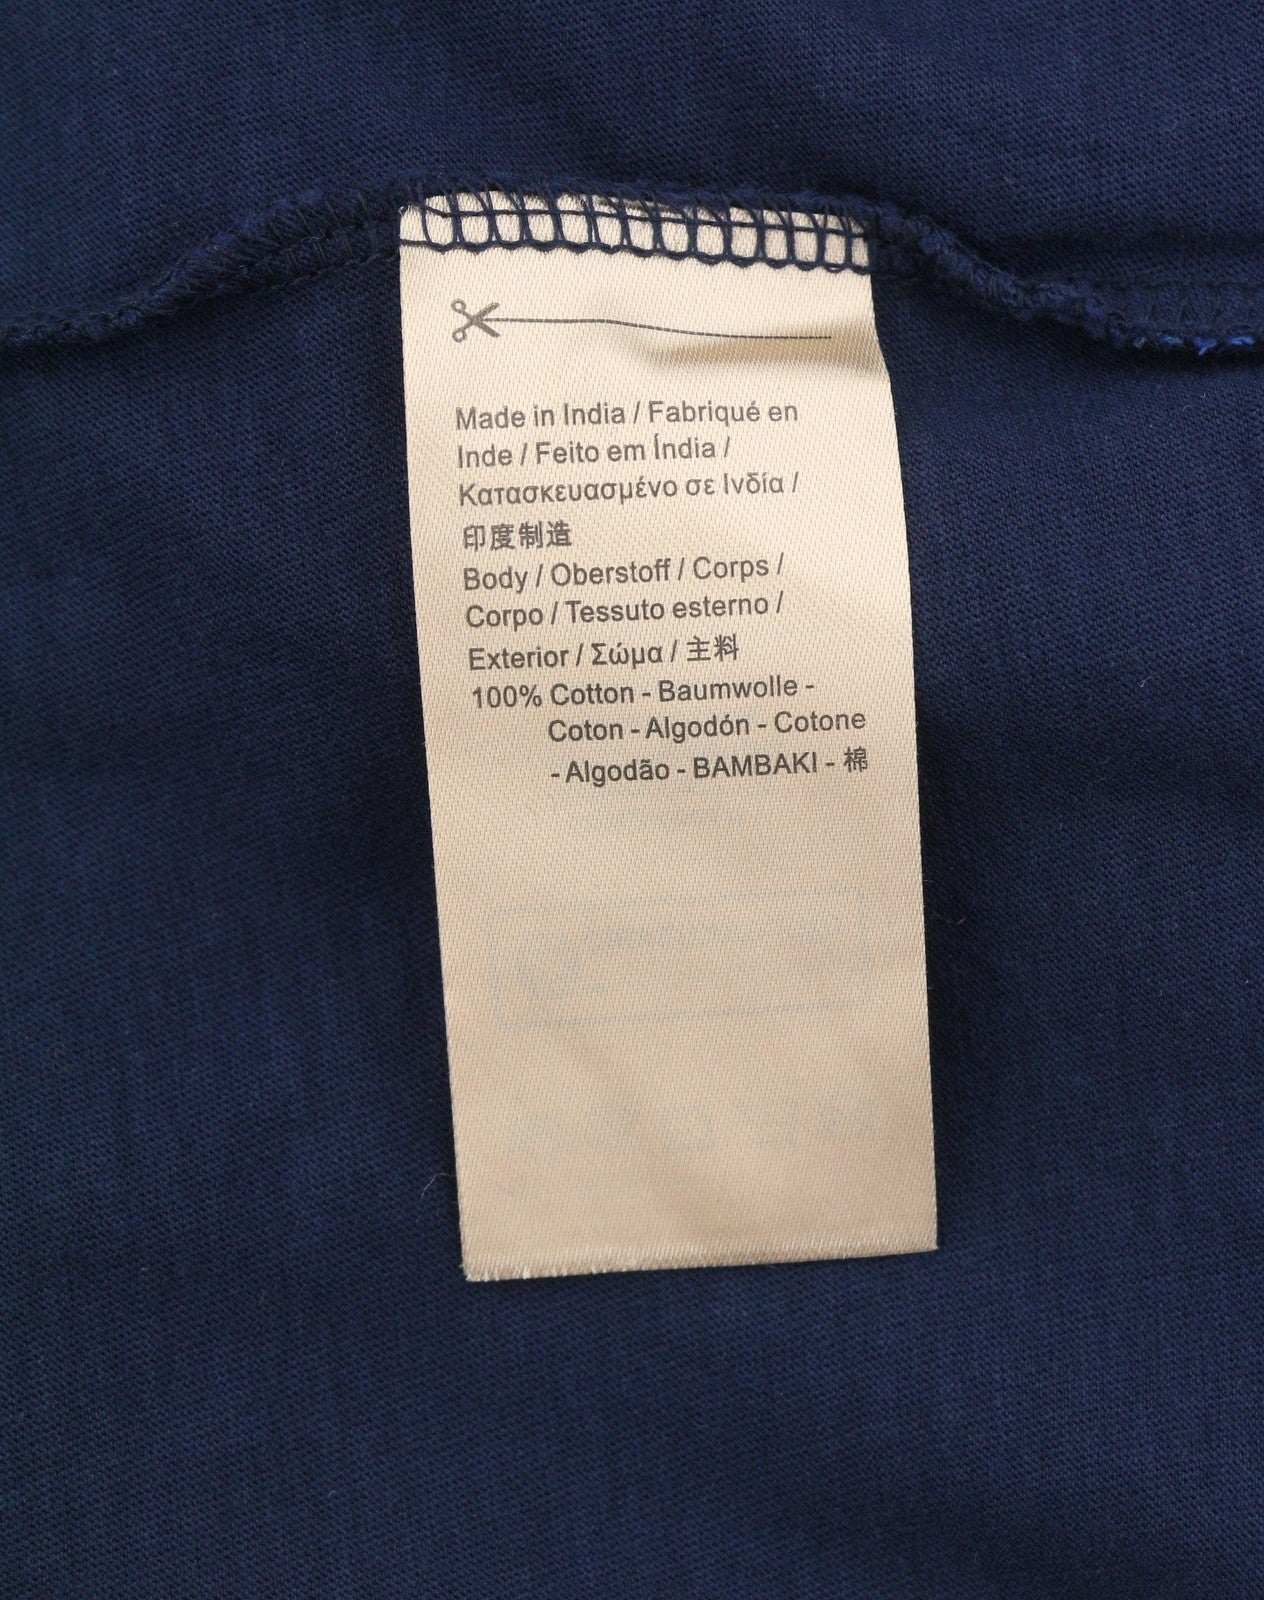 Made in India / Fabriqué en
Inde / Feito em Índia /
Κατασκευασμένο σε Ινδία /
印度制造
Body / Oberstoff / Corps /
Corpo / Tessuto esterno /
Exterior / Σώμα / 主料
100% Cotton - Baumwolle -
Coton - Algodón - Cotone
- Algodão - BAMBAKI - 棉